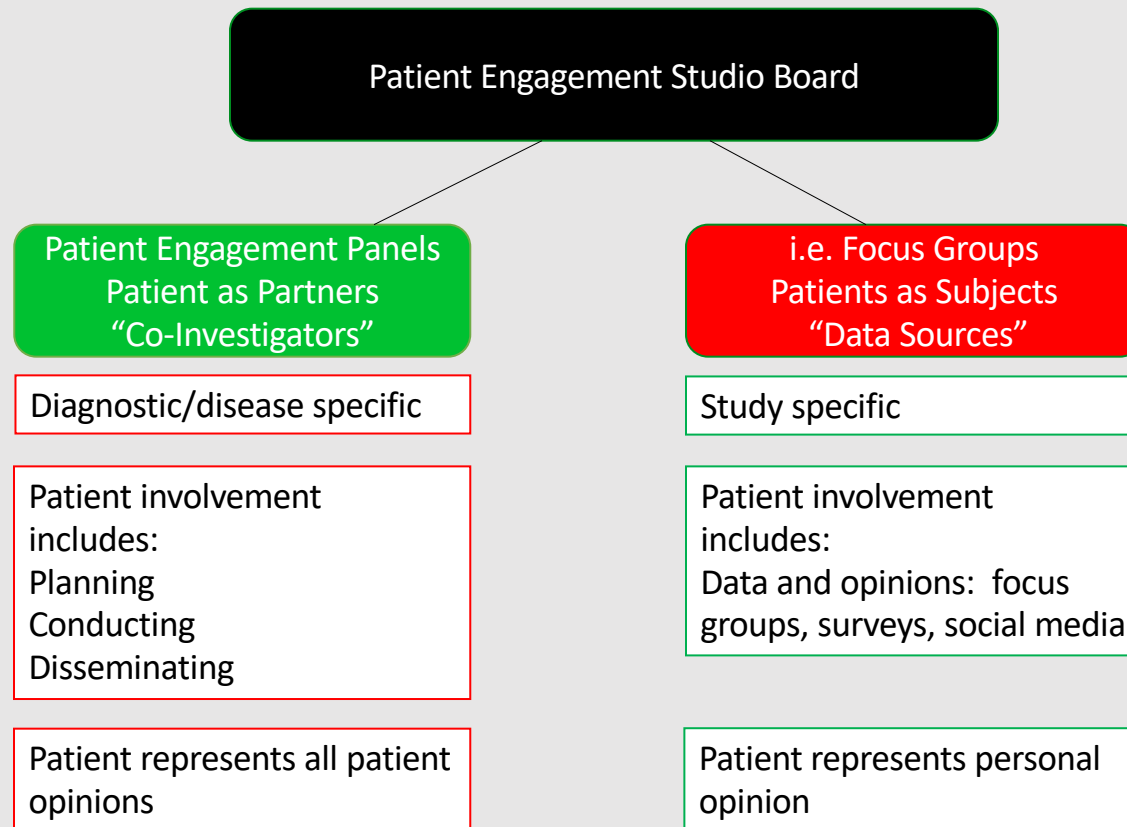 Patient Engagement Studio Board
Patient Engagement Panels
Patient as Partners
“Co-Investigators”
i.e. Focus Groups
Patients as Subjects
“Data Sources”
Diagnostic/disease specific
Study specific
Patient involvement
includes:
Planning
Conducting
Disseminating
Patient involvement
includes:
Data and opinions:  focus
groups, surveys, social media
Patient represents all patient
opinions
Patient represents personal
opinion